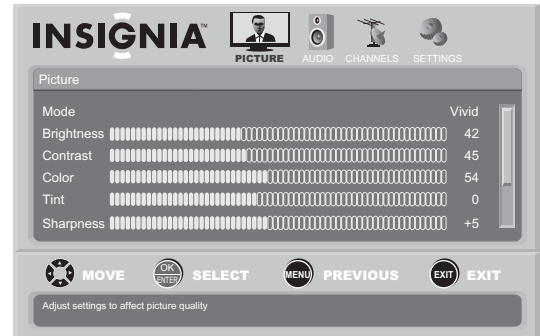 INSIGNIA™
PICTURE AUDIO CHANNELS SETTINGS
Picture
Mode Vivid
Brightness 42
Contrast 45
Color 54
Tint 0
Sharpness +5
MOVE OK ENTER SELECT MENU PREVIOUS EXIT EXIT
Adjust settings to affect picture quality